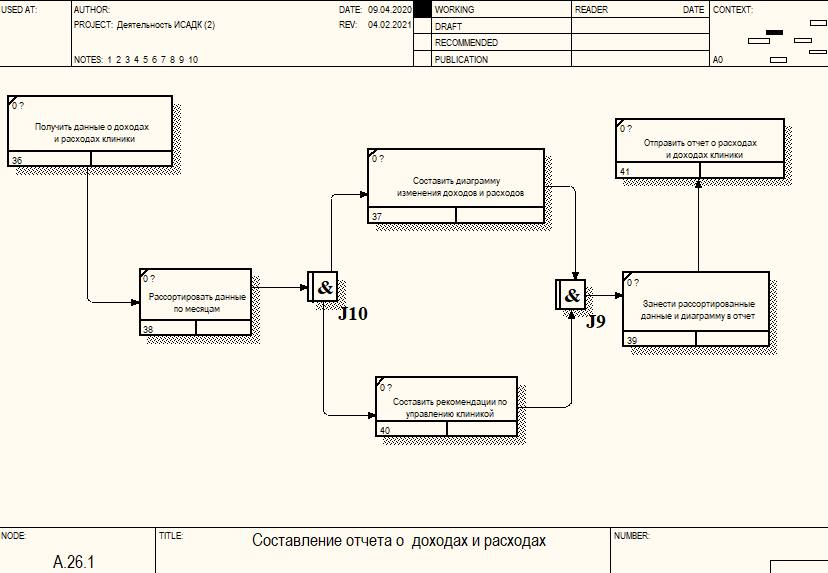 USED AT:
AUTHOR:
DATE: 09.04.2020
WORKING
READER
DATE
CONTEXT:
PROJECT: Деятельность ИСАДК (2)
REV: 04.02.2021
DRAFT
RECOMMENDED
NOTES: 1 2 3 4 5 6 7 8 9 10
PUBLICATION
A0
0 ?
Получить данные о доходах
и расходах клиники
36
0 ?
Рассортировать данные
по месяцам
38
&
J10
0 ?
Составить диаграмму
изменения доходов и расходов
37
0 ?
Составить рекомендации по
управлению клиникой
40
&
J9
0 ?
Занести рассортированные
данные и диаграмму в отчет
39
0 ?
Отправить отчет о расходах
и доходах клиники
41
NODE:
TITLE:
Составление отчета о доходах и расходах
NUMBER:
A.26.1